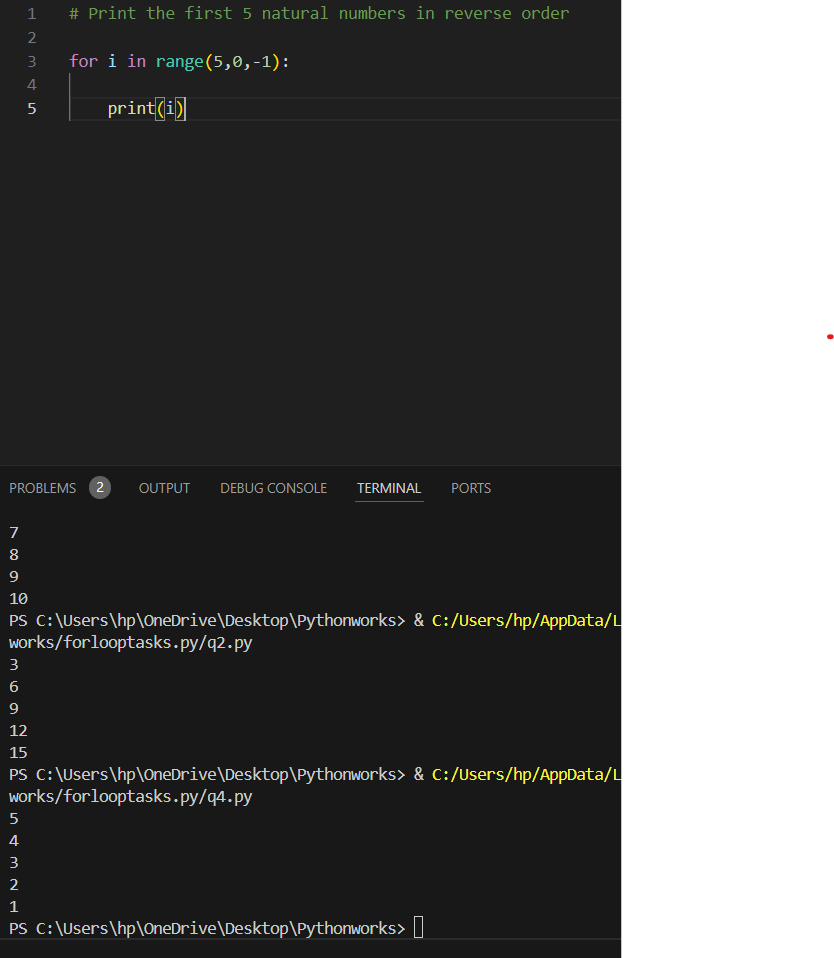 1 # Print the first 5 natural numbers in reverse order
2
3 for i in range(5,0,-1):
4
5 print(i)
PROBLEMS 2 OUTPUT DEBUG CONSOLE TERMINAL PORTS
7
8
9
10
PS C:\Users\hp\OneDrive\Desktop\Pythonworks> & C:/Users/hp/AppData/L
works/forlooptasks.py/q2.py
3
6
9
12
15
PS C:\Users\hp\OneDrive\Desktop\Pythonworks> & C:/Users/hp/AppData/L
works/forlooptasks.py/q4.py
5
4
3
2
1
PS C:\Users\hp\OneDrive\Desktop\Pythonworks>